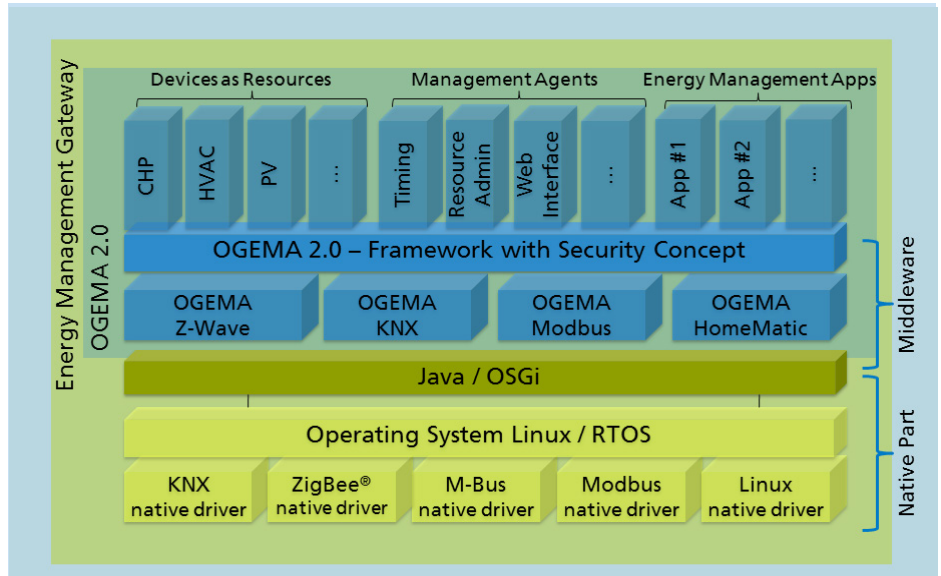 Energy Management Gateway
OGEMA 2.0
Devices as Resources
Management Agents
Energy Management Apps
CHP
HVAC
PV
...
Timing
Resource
Admin
Web
Interface
...
App #1
App #2
...
OGEMA 2.0 – Framework with Security Concept
OGEMA
Z-Wave
OGEMA
KNX
OGEMA
Modbus
OGEMA
HomeMatic
Java / OSGi
Operating System Linux / RTOS
KNX
native driver
ZigBee®
native driver
M-Bus
native driver
Modbus
native driver
Linux
native driver
Middleware
Native Part